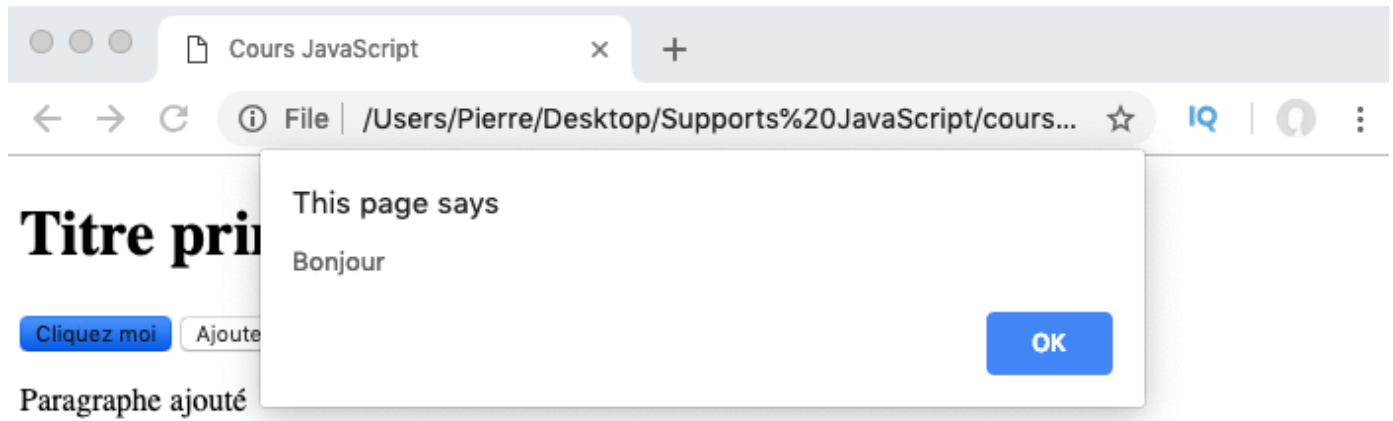 Cours JavaScript
File /Users/Pierre/Desktop/Supports%20JavaScript/cours... IQ
This page says
Titre prin
Bonjour
Cliquez moi Ajoute
OK
Paragraphe ajouté